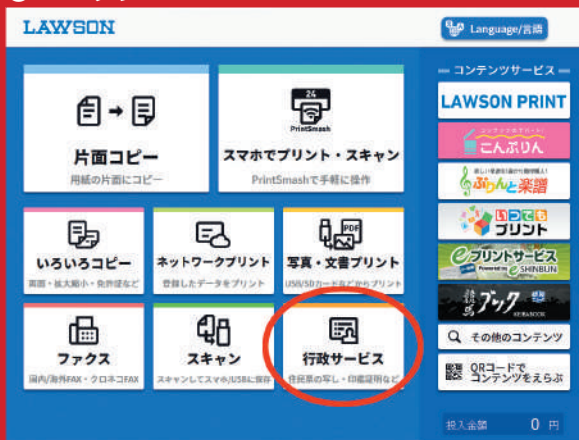 LAWSON
Language/言語
片面コピー
用紙の片面にコピー
24
PrintSmash
スマホでプリント・スキャン
PrintSmashで手軽に操作
いろいろコピー
両面・拡大縮小・免許証など
ネットワークプリント
登録したデータをプリント
PDF
写真・文書プリント
USB/SDカードなどからプリント
ファクス
国内/海外FAX・クロネコFAX
スキャン
スキャンしてスマホ/USBに保存
行政サービス
住民票の写し・印鑑証明など
コンテンツサービス
LAWSON PRINT
こんぷりん
ぷりんと楽譜
いつでも
プリント
eプリントサービス
Powered by e-SHINBUN
競馬ブック
KEIBABOOK
その他のコンテンツ
QRコードで
コンテンツをえらぶ
投入金額 0 円